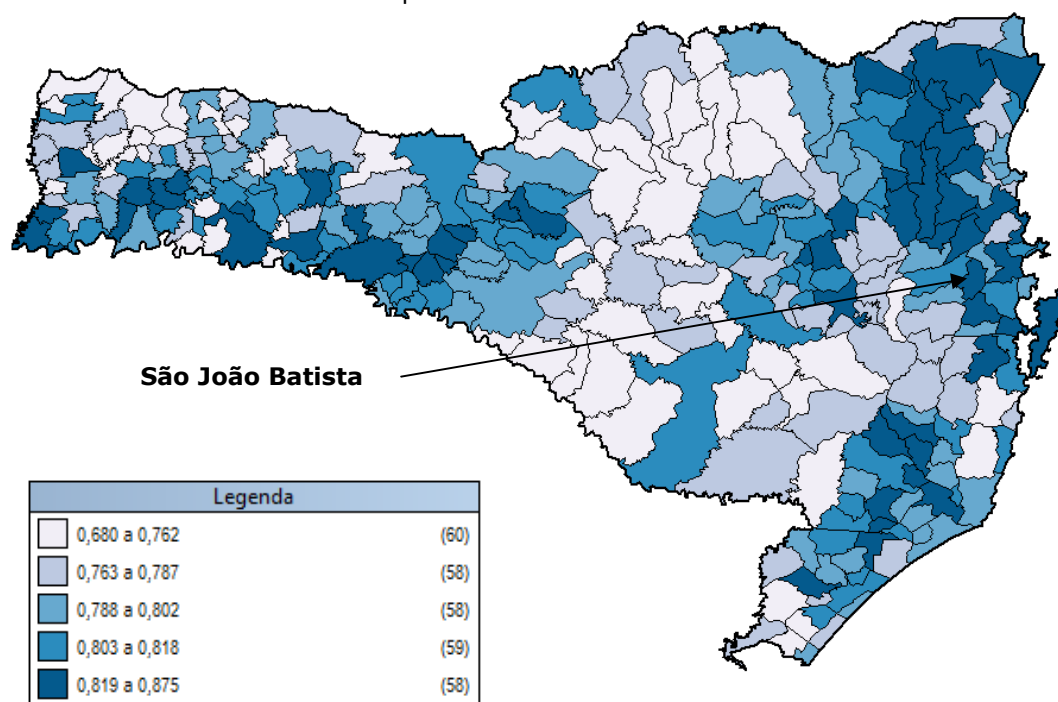 São João Batista
Legenda
0,680 a 0,762 (60)
0,763 a 0,787 (58)
0,788 a 0,802 (58)
0,803 a 0,818 (59)
0,819 a 0,875 (58)